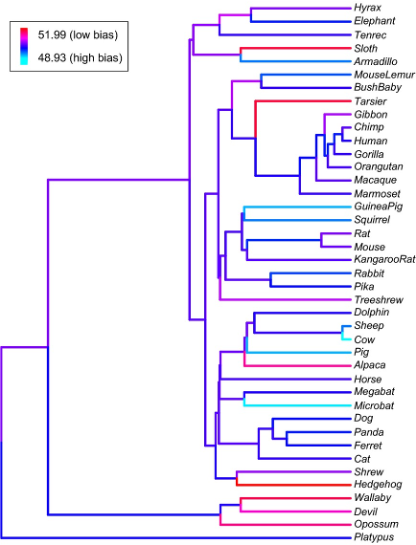 51.99 (low bias)
48.93 (high bias)
Hyrax
Elephant
Tenrec
Sloth
Armadillo
MouseLemur
BushBaby
Tarsier
Gibbon
Chimp
Human
Gorilla
Orangutan
Macaque
Marmoset
GuineaPig
Squirrel
Rat
Mouse
KangarooRat
Rabbit
Pika
Treeshrew
Dolphin
Sheep
Cow
Pig
Alpaca
Horse
Megabat
Microbat
Dog
Panda
Ferret
Cat
Shrew
Hedgehog
Wallaby
Devil
Opossum
Platypus